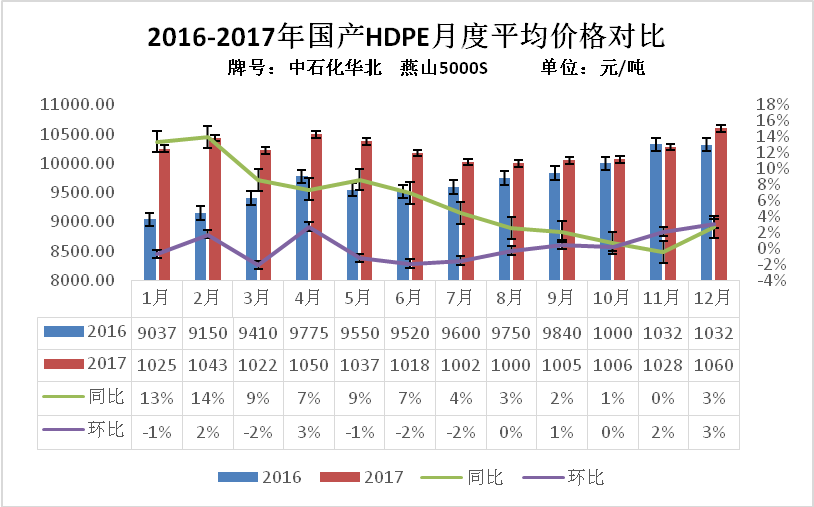 2016-2017年国产HDPE月度平均价格对比
牌号：中石化华北 燕山5000S 单位：元/吨
11000.00
10500.00
10000.00
9500.00
9000.00
8500.00
8000.00
18%
16%
14%
12%
10%
8%
6%
4%
2%
0%
-2%
-4%
1月 2月 3月 4月 5月 6月 7月 8月 9月 10月 11月 12月
2016 9037 9150 9410 9775 9550 9520 9600 9750 9840 1000 1032 1032
2017 1025 1043 1022 1050 1037 1018 1002 1000 1005 1006 1028 1060
同比 13% 14% 9% 7% 9% 7% 4% 3% 2% 1% 0% 3%
环比 -1% 2% -2% 3% -1% -2% -2% 0% 1% 0% 2% 3%
2016 2017 同比 环比